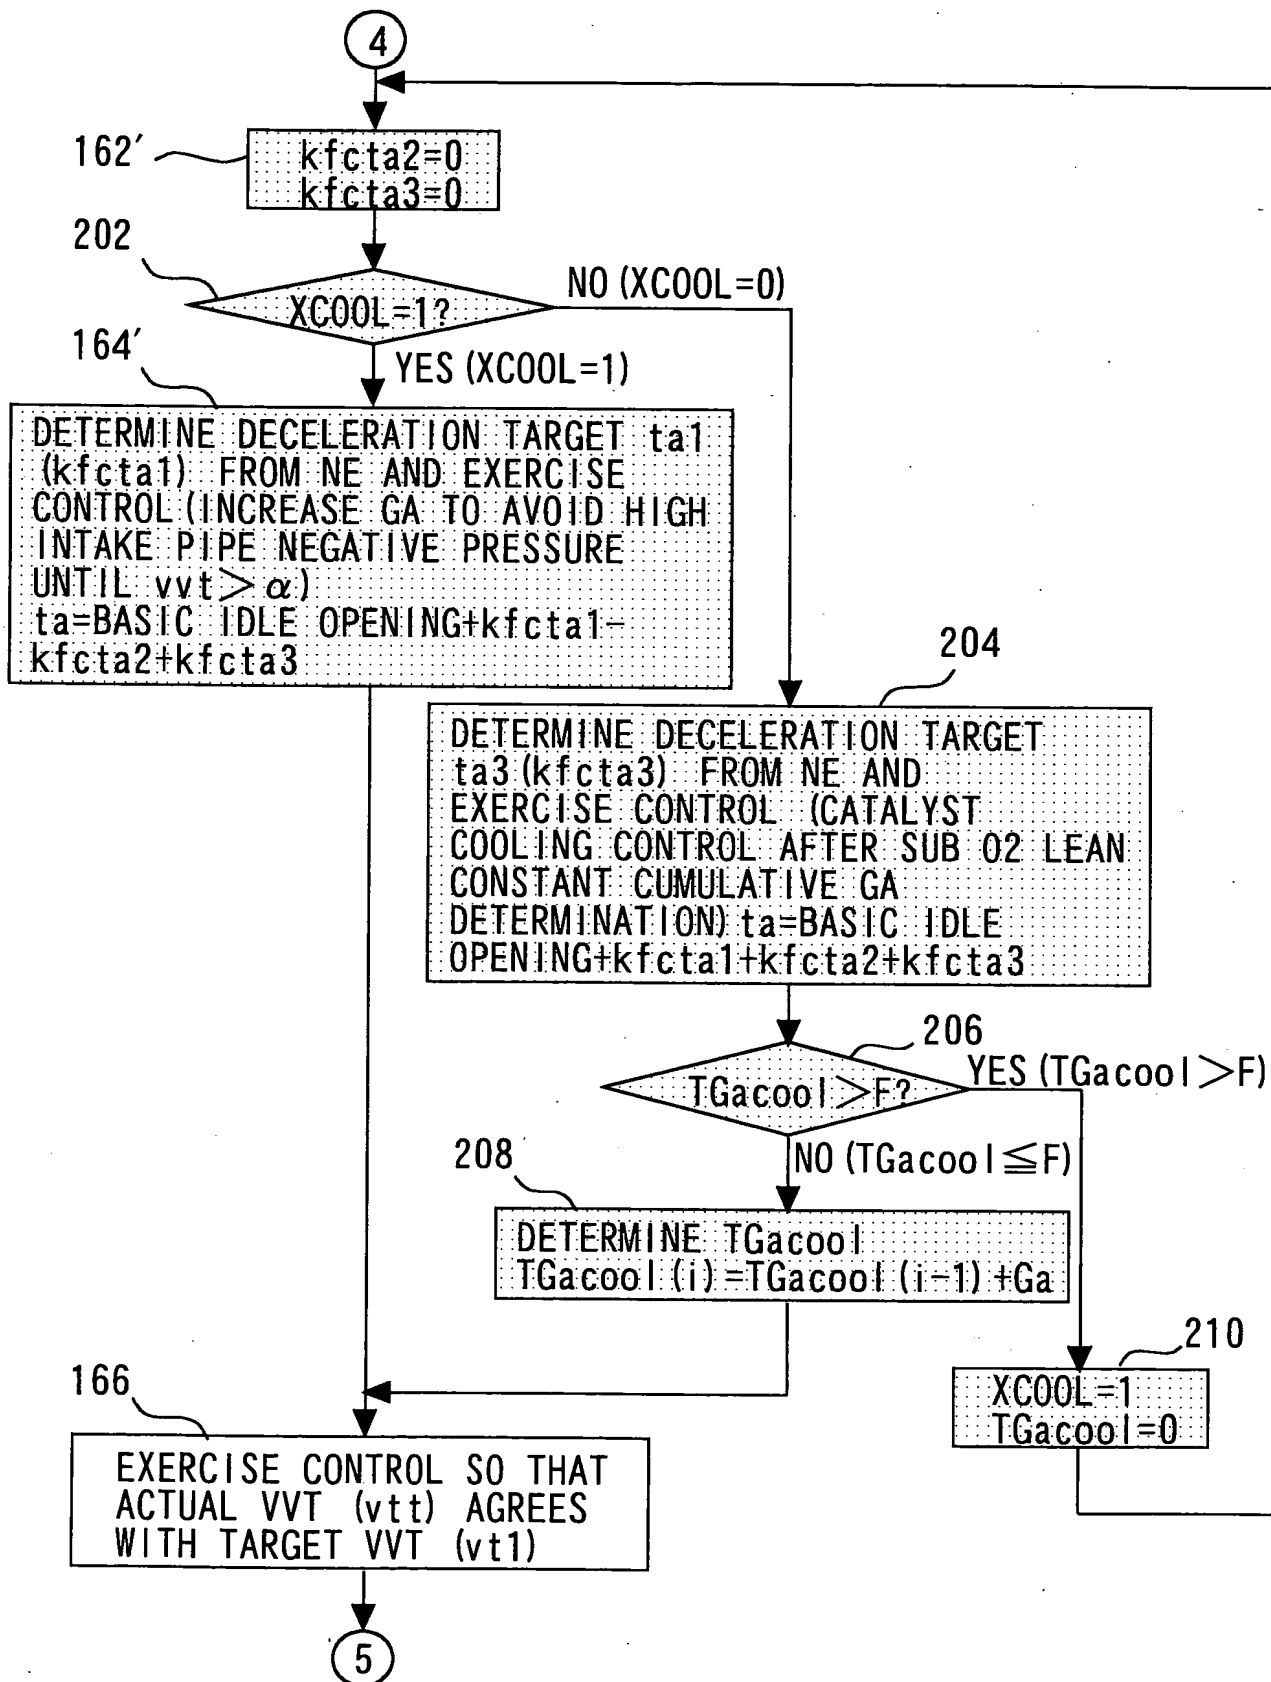 4
162′
kfcta2=0
kfcta3=0
202
XCOOL=1?
NO (XCOOL=0)
YES (XCOOL=1)
164′
DETERMINE DECELERATION TARGET ta1
(kfcta1) FROM NE AND EXERCISE
CONTROL (INCREASE GA TO AVOID HIGH
INTAKE PIPE NEGATIVE PRESSURE
UNTIL vvt>α)
ta=BASIC IDLE OPENING+kfcta1-
kfcta2+kfcta3
204
DETERMINE DECELERATION TARGET
ta3 (kfcta3) FROM NE AND
EXERCISE CONTROL (CATALYST
COOLING CONTROL AFTER SUB O2 LEAN
CONSTANT CUMULATIVE GA
DETERMINATION) ta=BASIC IDLE
OPENING+kfcta1+kfcta2+kfcta3
206
TGacool>F?
YES (TGacool>F)
NO (TGacool≦F)
208
DETERMINE TGacool
TGacool (i) =TGacool (i-1) +Ga
210
XCOOL=1
TGacool=0
166
EXERCISE CONTROL SO THAT
ACTUAL VVT (vtt) AGREES
WITH TARGET VVT (vt1)
5